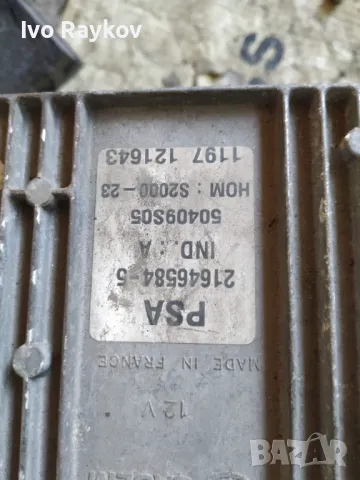 Ivo Raykov
PSA
21646584-5
IND.: A
50409S05
HOM : S2000-23
1197 121643
MADE IN FRANCE
12V
bazar